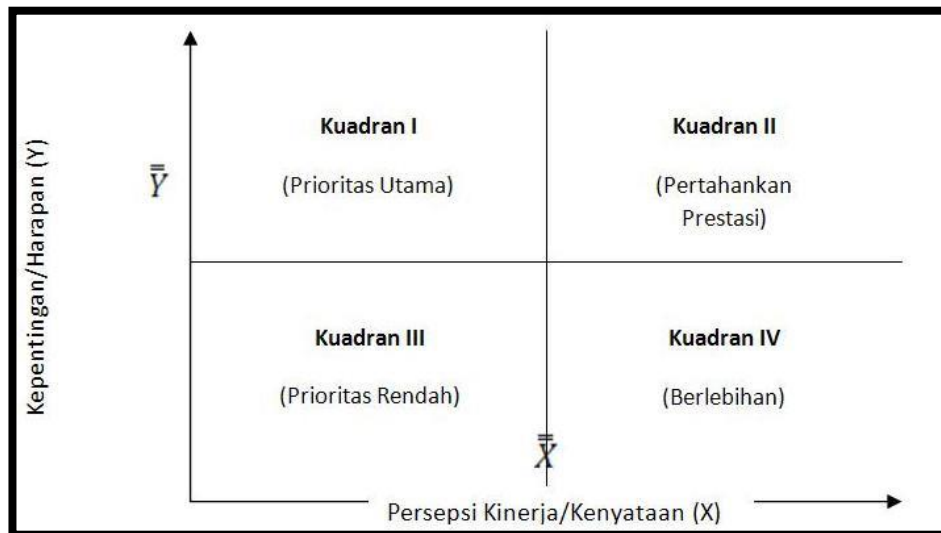 Kepentingan/Harapan (Y)
Y̿
Kuadran I
(Prioritas Utama)
Kuadran II
(Pertahankan
Prestasi)
Kuadran III
(Prioritas Rendah)
Kuadran IV
(Berlebihan)
X̿
Persepsi Kinerja/Kenyataan (X)